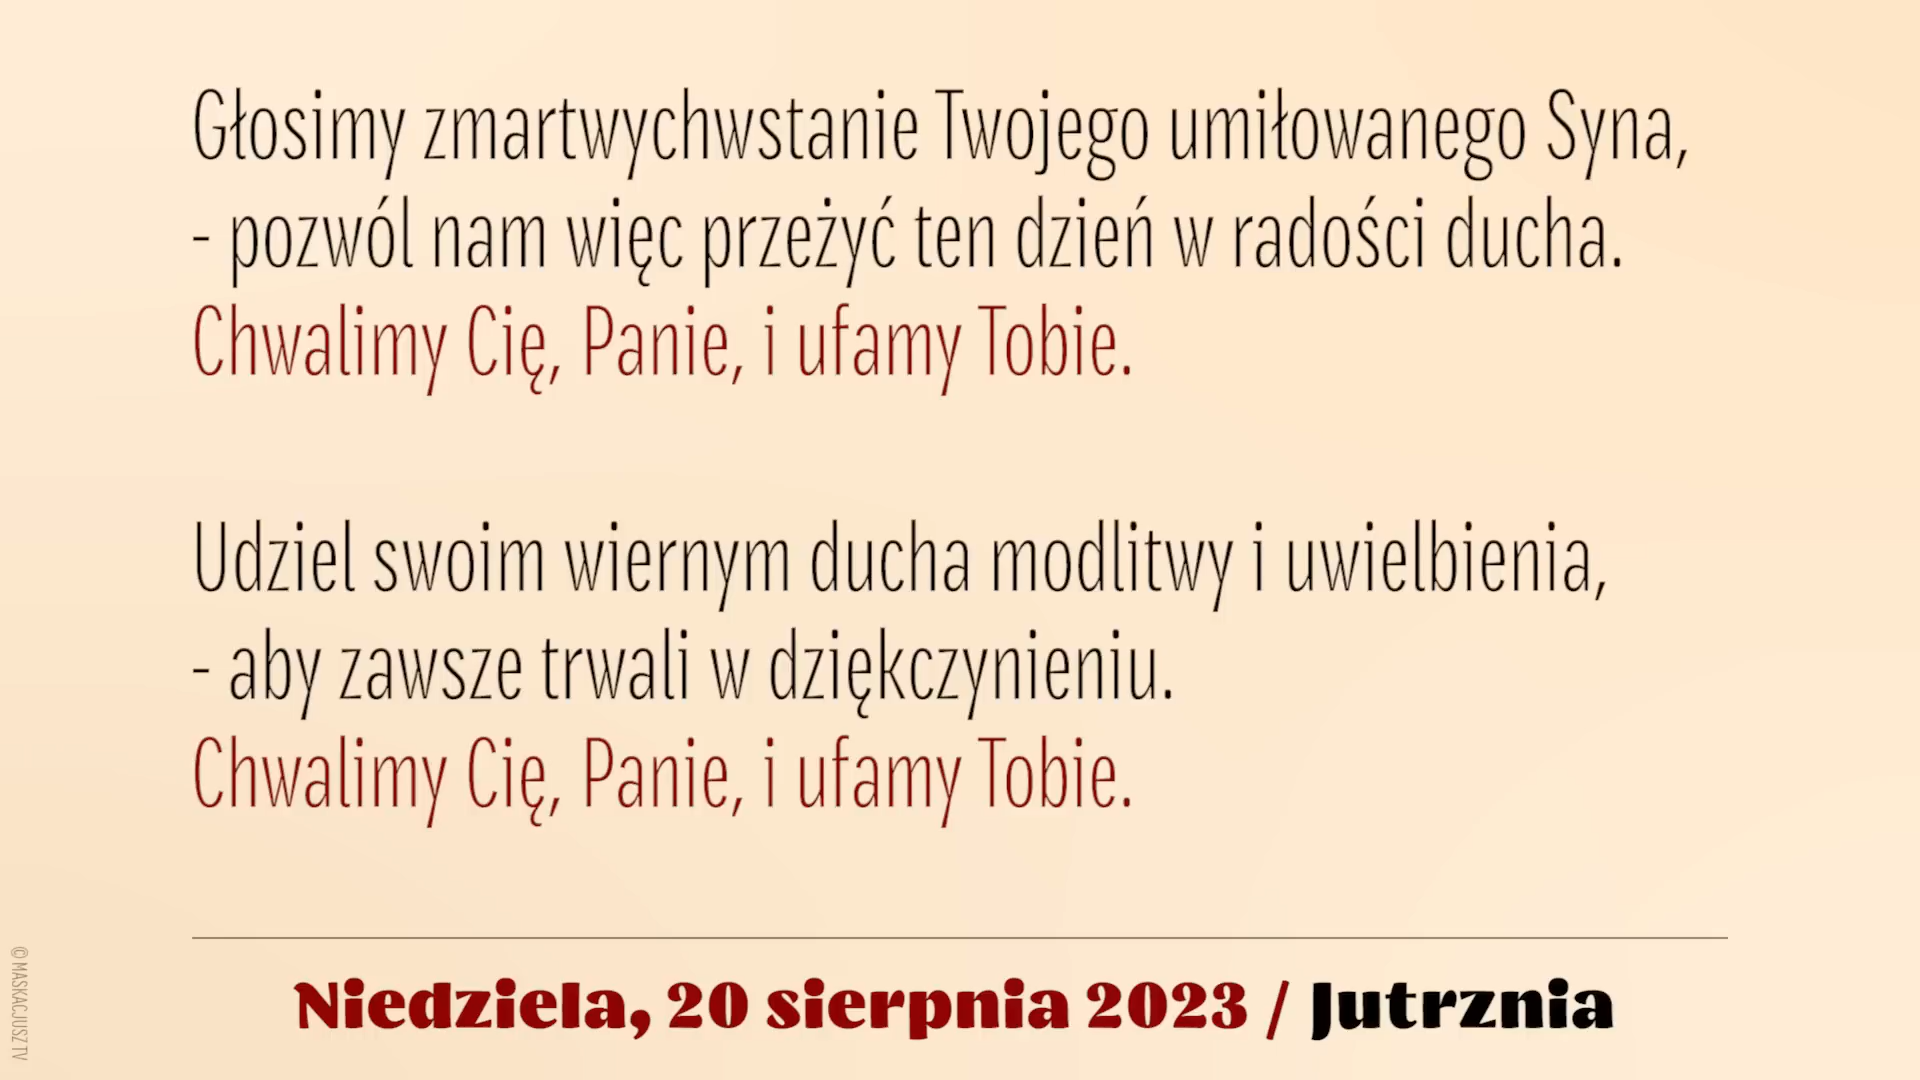 Głosimy zmartwychwstanie Twojego umiłowanego Syna,
- pozwól nam więc przeżyć ten dzień w radości ducha.
Chwalimy Cię, Panie, i ufamy Tobie.
Udziel swoim wiernym ducha modlitwy i uwielbienia,
- aby zawsze trwali w dziękczynieniu.
Chwalimy Cię, Panie, i ufamy Tobie.
Niedziela, 20 sierpnia 2023 / Jutrznia
© MASKACJUSZ TV